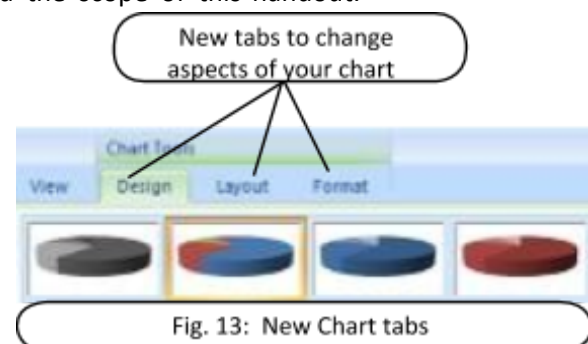 the scope of this handout.
New tabs to change
aspects of your chart
Chart Tools
View Design Layout Format
Fig. 13: New Chart tabs